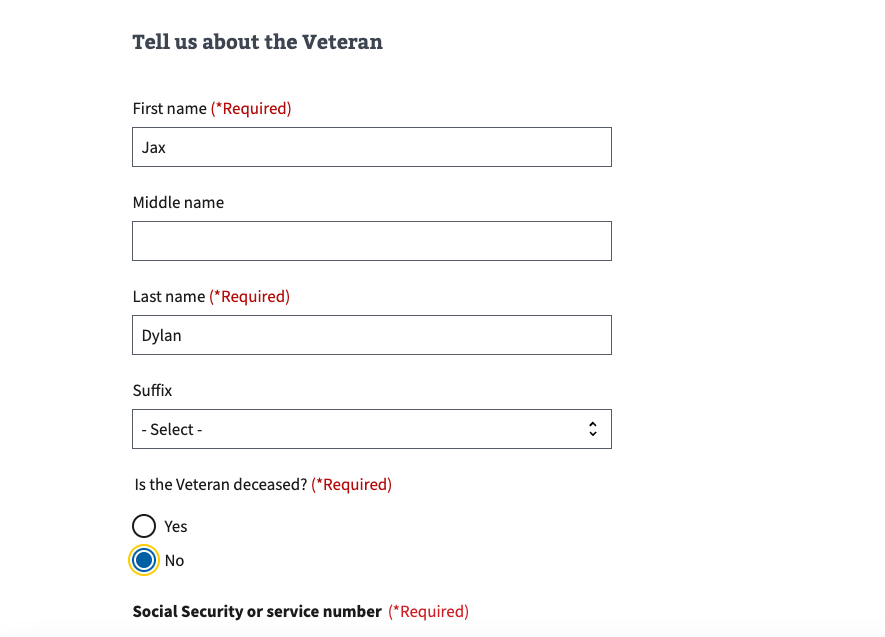 Tell us about the Veteran
First name (*Required)
Jax
Middle name
Last name (*Required)
Dylan
Suffix
- Select -
Is the Veteran deceased? (*Required)
Yes
No
Social Security or service number (*Required)